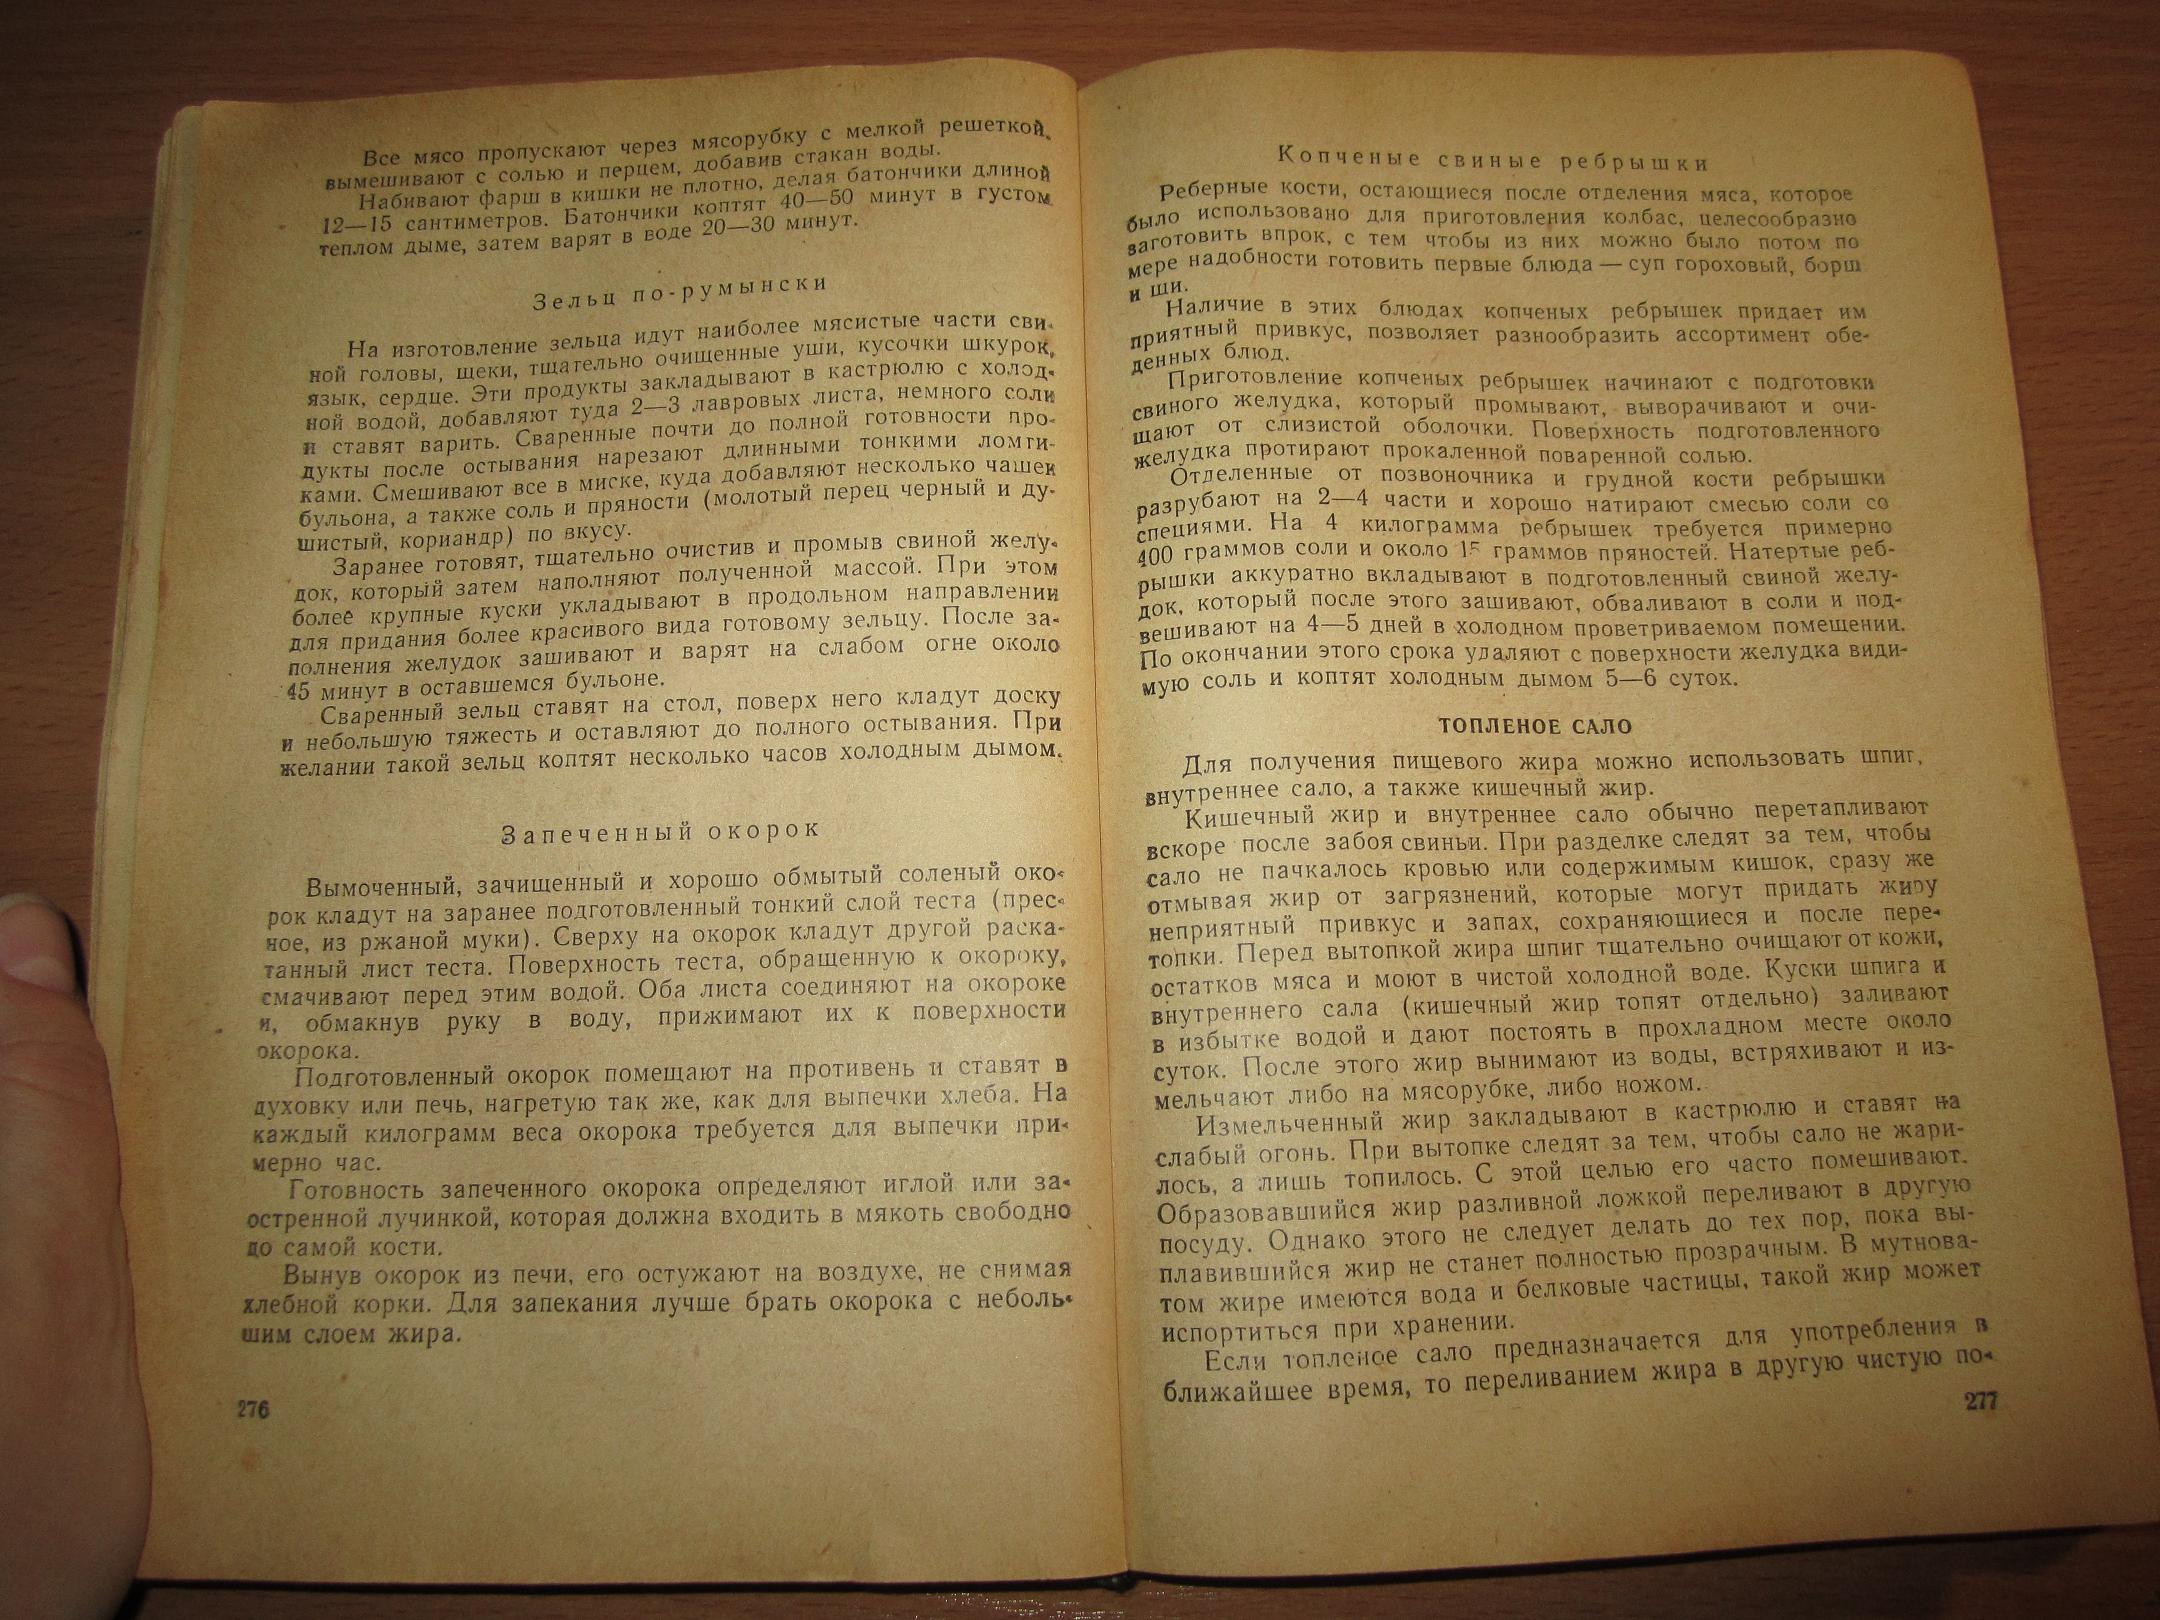 Все мясо пропускают через мясорубку с мелкой решеткой,
вымешивают с солью и перцем, добавив стакан воды.
Набивают фарш в кишки не плотно, делая батончики длиной
12—15 сантиметров. Батончики коптят 40—50 минут в густом
теплом дыме, затем варят в воде 20—30 минут.
Зельц по-румынски
На изготовление зельца идут наиболее мясистые части сви-
ной головы, щеки, тщательно очищенные уши, кусочки шкурок,
язык, сердце. Эти продукты закладывают в кастрюлю с холод-
ной водой, добавляют туда 2—3 лавровых листа, немного соли
и ставят варить. Сваренные почти до полной готовности про-
дукты после остывания нарезают длинными тонкими ломти-
ками. Смешивают все в миске, куда добавляют несколько чашек
бульона, а также соль и пряности (молотый перец черный и ду-
шистый, кориандр) по вкусу.
Заранее готовят, тщательно очистив и промыв свиной желу-
док, который затем наполняют полученной массой. При этом
более крупные куски укладывают в продольном направлении
для придания более красивого вида готовому зельцу. После за-
полнения желудок зашивают и варят на слабом огне около
45 минут в оставшемся бульоне.
Сваренный зельц ставят на стол, поверх него кладут доску
и небольшую тяжесть и оставляют до полного остывания. При
желании такой зельц коптят несколько часов холодным дымом.
Запеченный окорок
Вымоченный, зачищенный и хорошо обмытый соленый око-
рок кладут на заранее подготовленный тонкий слой теста (прес-
ное, из ржаной муки). Сверху на окорок кладут другой раска-
танный лист теста. Поверхность теста, обращенную к окороку,
смачивают перед этим водой. Оба листа соединяют на окороке
и, обмакнув руку в воду, прижимают их к поверхности
окорока.
Подготовленный окорок помещают на противень и ставят в
духовку или печь, нагретую так же, как для выпечки хлеба. На
каждый килограмм веса окорока требуется для выпечки при-
мерно час.
Готовность запеченного окорока определяют иглой или за-
остренной лучинкой, которая должна входить в мякоть свободно
до самой кости.
Вынув окорок из печи, его остужают на воздухе, не снимая
хлебной корки. Для запекания лучше брать окорока с неболь-
шим слоем жира.
276
Копченые свиные ребрышки
Реберные кости, остающиеся после отделения мяса, которое
было использовано для приготовления колбас, целесообразно
заготовить впрок, с тем чтобы из них можно было потом по
мере надобности готовить первые блюда — суп гороховый, борщ
и щи.
Наличие в этих блюдах копченых ребрышек придает им
приятный привкус, позволяет разнообразить ассортимент обе-
денных блюд.
Приготовление копченых ребрышек начинают с подготовки
свиного желудка, который промывают, выворачивают и очи-
щают от слизистой оболочки. Поверхность подготовленного
желудка протирают прокаленной поваренной солью.
Отделенные от позвоночника и грудной кости ребрышки
разрубают на 2—4 части и хорошо натирают смесью соли со
специями. На 4 килограмма ребрышек требуется примерно
400 граммов соли и около 15 граммов пряностей. Натертые реб-
рышки аккуратно вкладывают в подготовленный свиной желу-
док, который после этого зашивают, обваливают в соли и под-
вешивают на 4—5 дней в холодном проветриваемом помещении.
По окончании этого срока удаляют с поверхности желудка види-
мую соль и коптят холодным дымом 5—6 суток.
ТОПЛЕНОЕ САЛО
Для получения пищевого жира можно использовать шпиг,
внутреннее сало, а также кишечный жир.
Кишечный жир и внутреннее сало обычно перетапливают
вскоре после забоя свиньи. При разделке следят за тем, чтобы
сало не пачкалось кровью или содержимым кишок, сразу же
отмывая жир от загрязнений, которые могут придать жиру
неприятный привкус и запах, сохраняющиеся и после пере-
топки. Перед вытопкой жира шпиг тщательно очищают от кожи,
остатков мяса и моют в чистой холодной воде. Куски шпига и
внутреннего сала (кишечный жир топят отдельно) заливают
в избытке водой и дают постоять в прохладном месте около
суток. После этого жир вынимают из воды, встряхивают и из-
мельчают либо на мясорубке, либо ножом.
Измельченный жир закладывают в кастрюлю и ставят на
слабый огонь. При вытопке следят за тем, чтобы сало не жари-
лось, а лишь топилось. С этой целью его часто помешивают.
Образовавшийся жир разливной ложкой переливают в другую
посуду. Однако этого не следует делать до тех пор, пока вы-
плавившийся жир не станет полностью прозрачным. В мутнова-
том жире имеются вода и белковые частицы, такой жир может
испортиться при хранении.
Если топленое сало предназначается для употребления в
ближайшее время, то переливанием жира в другую чистую по-
277